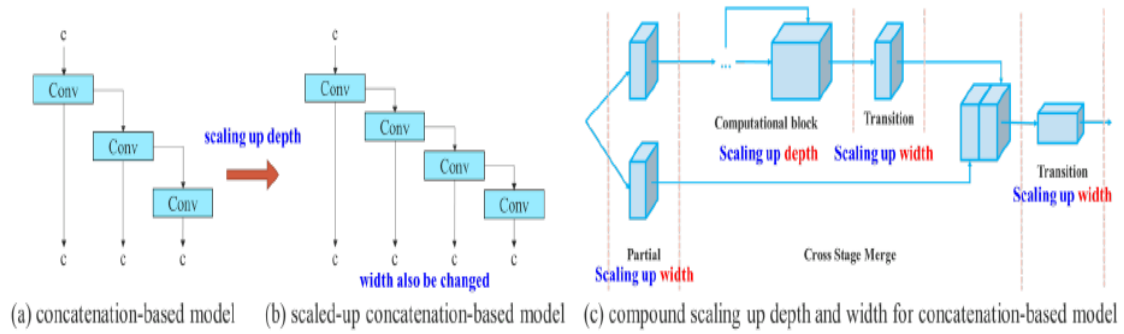 c
Conv
Conv
Conv
c c c
scaling up depth
c
Conv
Conv
Conv
Conv
c c c c
width also be changed
...
Computational block
Scaling up depth
Transition
Scaling up width
Transition
Scaling up width
Partial
Scaling up width
Cross Stage Merge
(a) concatenation-based model
(b) scaled-up concatenation-based model
(c) compound scaling up depth and width for concatenation-based model